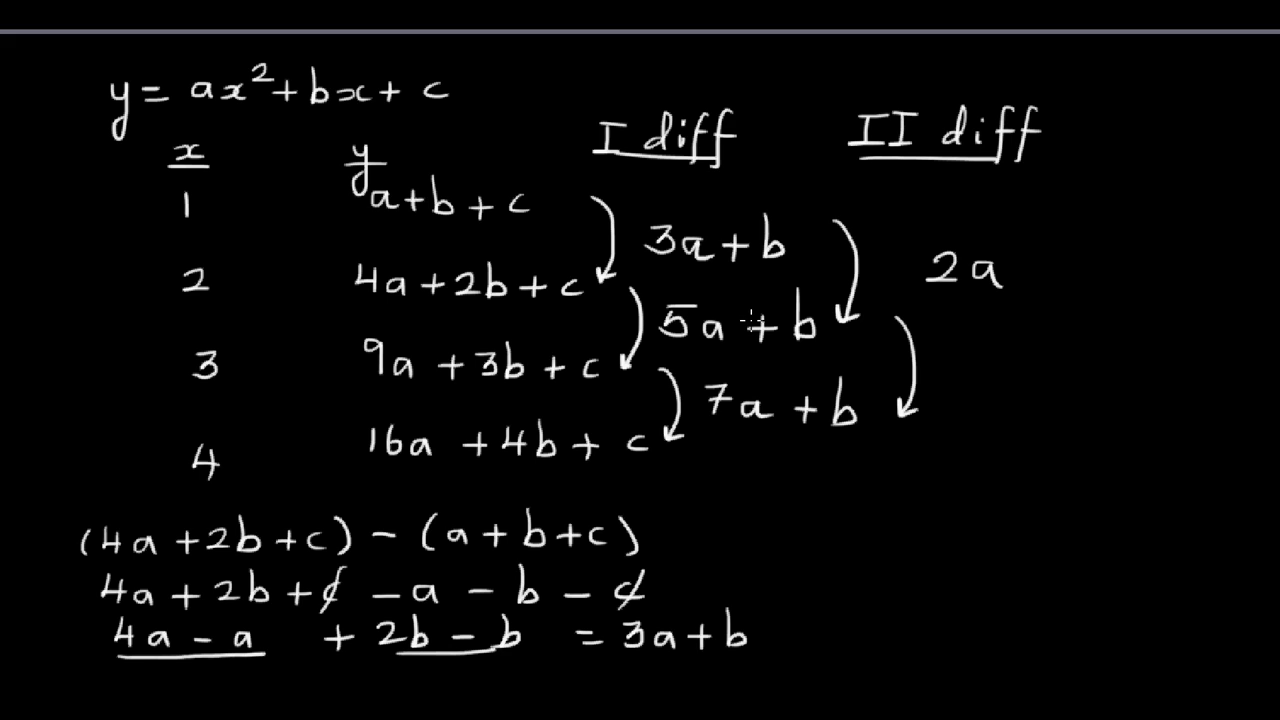 y = ax² + bx + c
I diff II diff
x y
1 a + b + c
3a + b
2 4a + 2b + c 2a
5a + b
3 9a + 3b + c
7a + b
4 16a + 4b + c
(4a + 2b + c) - (a + b + c)
4a + 2b + c - a - b - c
4a - a + 2b - b = 3a + b